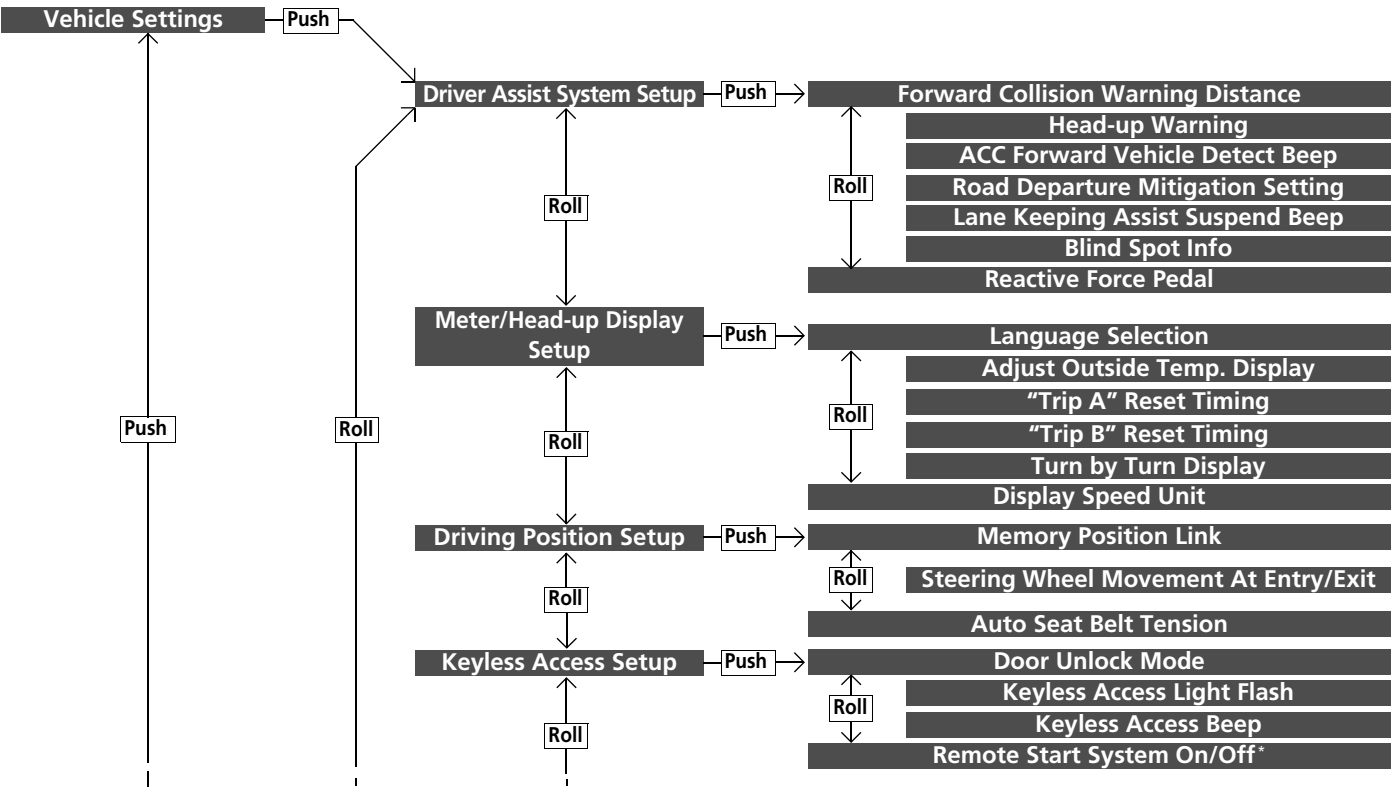 Vehicle Settings
Push
Driver Assist System Setup
Push
Forward Collision Warning Distance
Head-up Warning
ACC Forward Vehicle Detect Beep
Roll
Road Departure Mitigation Setting
Roll
Lane Keeping Assist Suspend Beep
Blind Spot Info
Reactive Force Pedal
Meter/Head-up Display
Setup
Push
Language Selection
Adjust Outside Temp. Display
“Trip A” Reset Timing
Roll
Push
Roll
Roll
“Trip B” Reset Timing
Turn by Turn Display
Display Speed Unit
Driving Position Setup
Push
Memory Position Link
Roll
Steering Wheel Movement At Entry/Exit
Roll
Auto Seat Belt Tension
Keyless Access Setup
Push
Door Unlock Mode
Keyless Access Light Flash
Roll
Keyless Access Beep
Roll
Remote Start System On/Off*